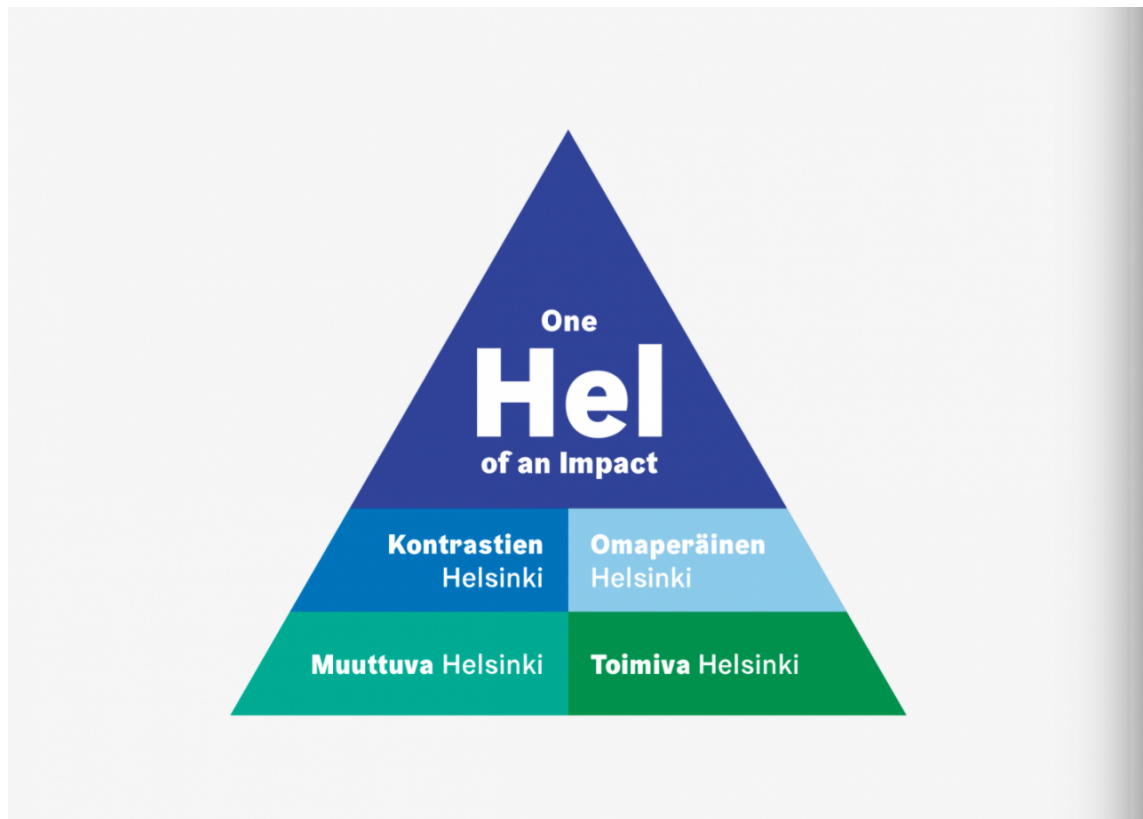 One
Hel
of an Impact
Kontrastien
Helsinki
Omaperäinen
Helsinki
Muuttuva Helsinki
Toimiva Helsinki